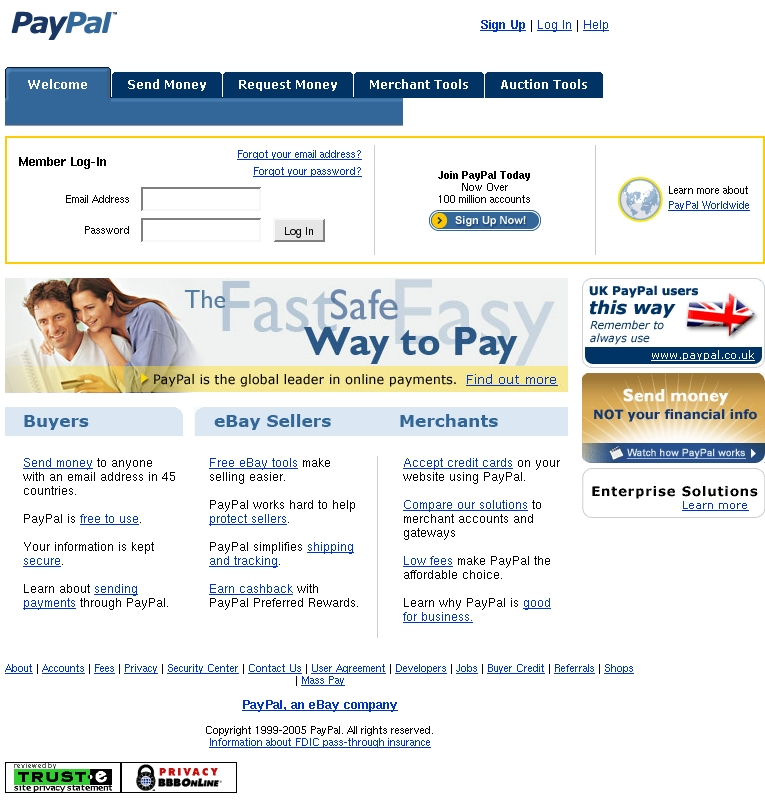 PayPal™
Sign Up | Log In | Help
Welcome
Send Money
Request Money
Merchant Tools
Auction Tools
Member Log-In
Forgot your email address?
Forgot your password?
Email Address
Password
Log In
Join PayPal Today
Now Over
100 million accounts
Sign Up Now!
Learn more about
PayPal Worldwide
The Fast Safe Easy
Way to Pay
PayPal is the global leader in online payments. Find out more
UK PayPal users
this way
Remember to
always use
www.paypal.co.uk
Send money
NOT your financial info
Watch how PayPal works
Enterprise Solutions
Learn more
Buyers
Send money to anyone
with an email address in 45
countries.
PayPal is free to use.
Your information is kept
secure.
Learn about sending
payments through PayPal.
eBay Sellers
Free eBay tools make
selling easier.
PayPal works hard to help
protect sellers.
PayPal simplifies shipping
and tracking.
Earn cashback with
PayPal Preferred Rewards.
Merchants
Accept credit cards on your
website using PayPal.
Compare our solutions to
merchant accounts and
gateways
Low fees make PayPal the
affordable choice.
Learn why PayPal is good
for business.
About | Accounts | Fees | Privacy | Security Center | Contact Us | User Agreement | Developers | Jobs | Buyer Credit | Referrals | Shops
| Mass Pay
PayPal, an eBay company
Copyright 1999-2005 PayPal. All rights reserved.
Information about FDIC pass-through insurance
reviewed by
TRUST·e
site privacy statement
PRIVACY
BBBONLINE